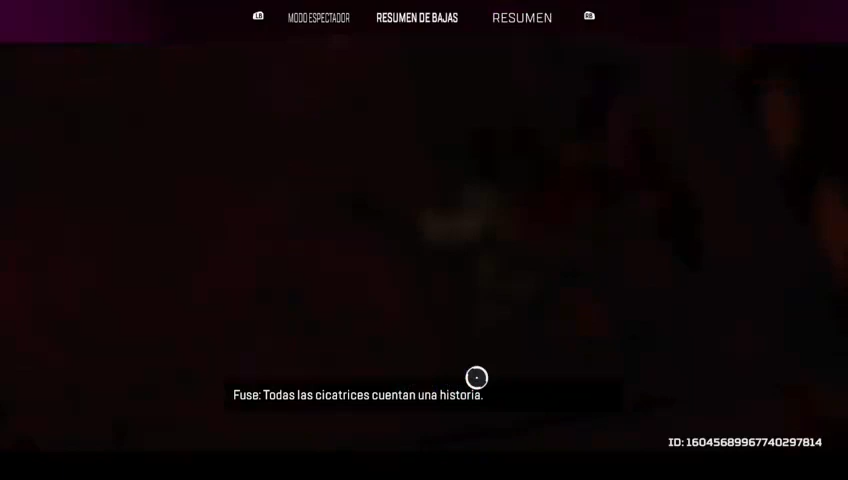 LB MODO ESPECTADOR RESUMEN DE BAJAS RESUMEN RB
Fuse: Todas las cicatrices cuentan una historia.
ID: 16045689967740297814